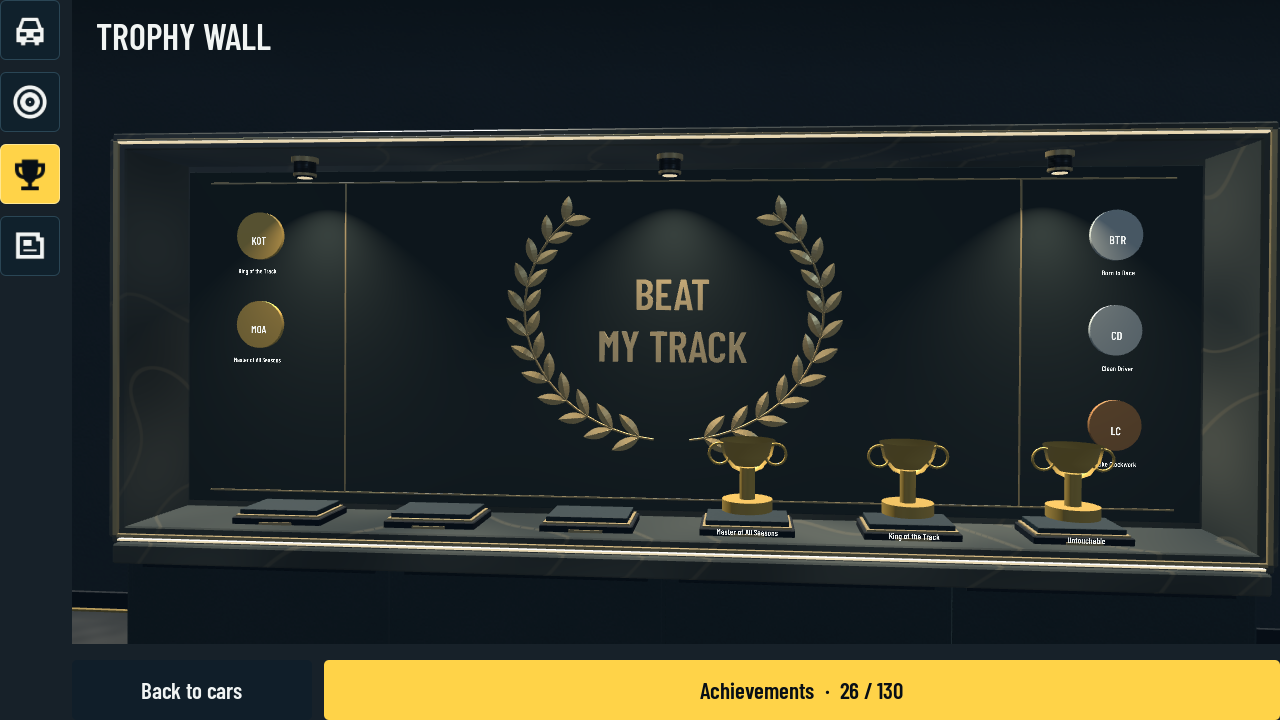 TROPHY WALL
KOT
King of the Track
MOA
Master of All Seasons
BEAT
MY TRACK
BTR
Born to Race
CD
Clean Driver
LC
Clockwork
Master of All Seasons
King of the Track
Untouchable
Back to cars
Achievements · 26 / 130